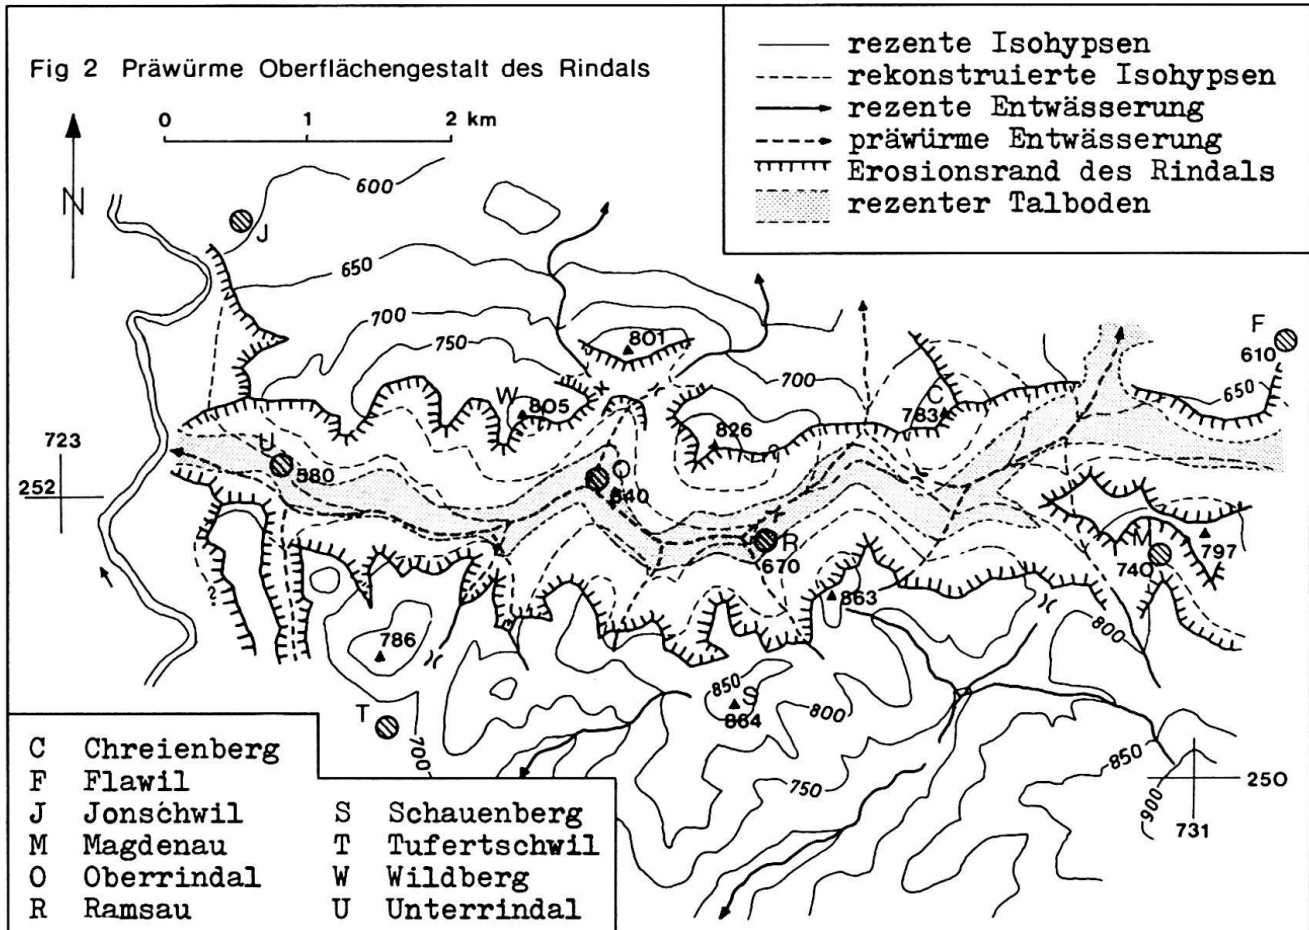 Fig 2 Präwürme Oberflächengestalt des Rindals
0 1 2 km
N
rezente Isohypsen
rekonstruierte Isohypsen
rezente Entwässerung
präwürme Entwässerung
Erosionsrand des Rindals
rezenter Talboden
600
J
650
700
750
801
F
610
W
805
700
C
783
650
826
723
U
580
O
640
252
R
670
M
740
797
?
863
786
800
850
S
864
800
T
700
750
850
900
250
731
C Chreienberg
F Flawil
J Jonschwil
M Magdenau
O Oberrindal
R Ramsau
S Schauenberg
T Tufertschwil
W Wildberg
U Unterrindal